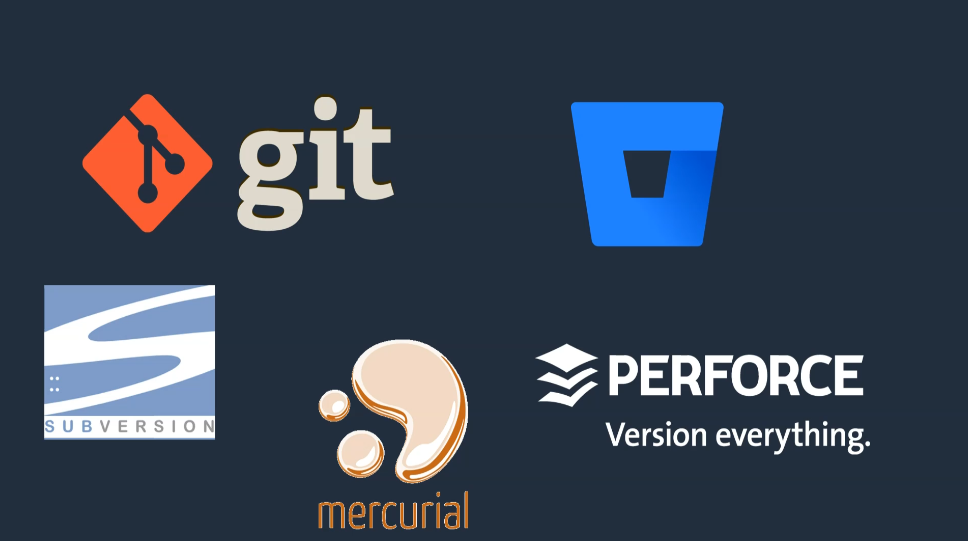 git
SUBVERSION
mercurial
PERFORCE
Version everything.